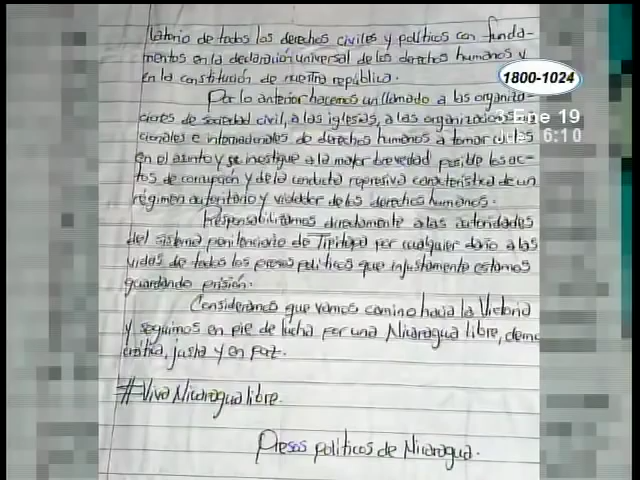 latorio de todos los derechos civiles y políticos con funda-
mentos en la declaración universal de los derechos humanos y
en la constitución de nuestra república.
1800-1024
Por lo anterior hacemos un llamado a las organiza-
ciones de sociedad civil, a las iglesias, a las organizaciones
3 Ene 19
cionales e internacionales de derechos humanos a tomar
6:10
en el asunto y se investigue a la mayor brevedad posible los ac-
tos de corrupción y de la conducta represiva característica de un
régimen autoritario y violador de los derechos humanos.
Responsabilizamos directamente a las autoridades
del sistema penitenciario de Tipitapa por cualquier daño a las
vidas de todos los presos políticos que injustamente estamos
guardando prisión.
Consideramos que vamos camino hacia la Victoria
y seguimos en pie de lucha por una Nicaragua libre, demo
crática, justa y en paz.
#Viva Nicaragua libre.
Presos políticos de Nicaragua.